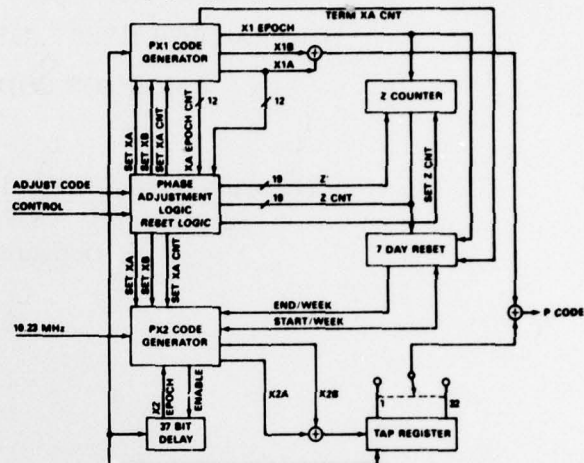 TERM XA CNT
X1 EPOCH
PX1 CODE
GENERATOR
X1B
X1A
12
12
SET XA
SET XB
SET XA CNT
XA EPOCH CNT
Z COUNTER
SET Z CNT
ADJUST CODE
CONTROL
PHASE
ADJUSTMENT
LOGIC
RESET LOGIC
19
Z'
19
Z CNT
7 DAY RESET
SET XA
SET XB
SET XA CNT
END/WEEK
START/WEEK
10.23 MHz
PX2 CODE
GENERATOR
P CODE
X2
EPOCH
ENABLE
X2A
X2B
1
32
37 BIT
DELAY
TAP REGISTER